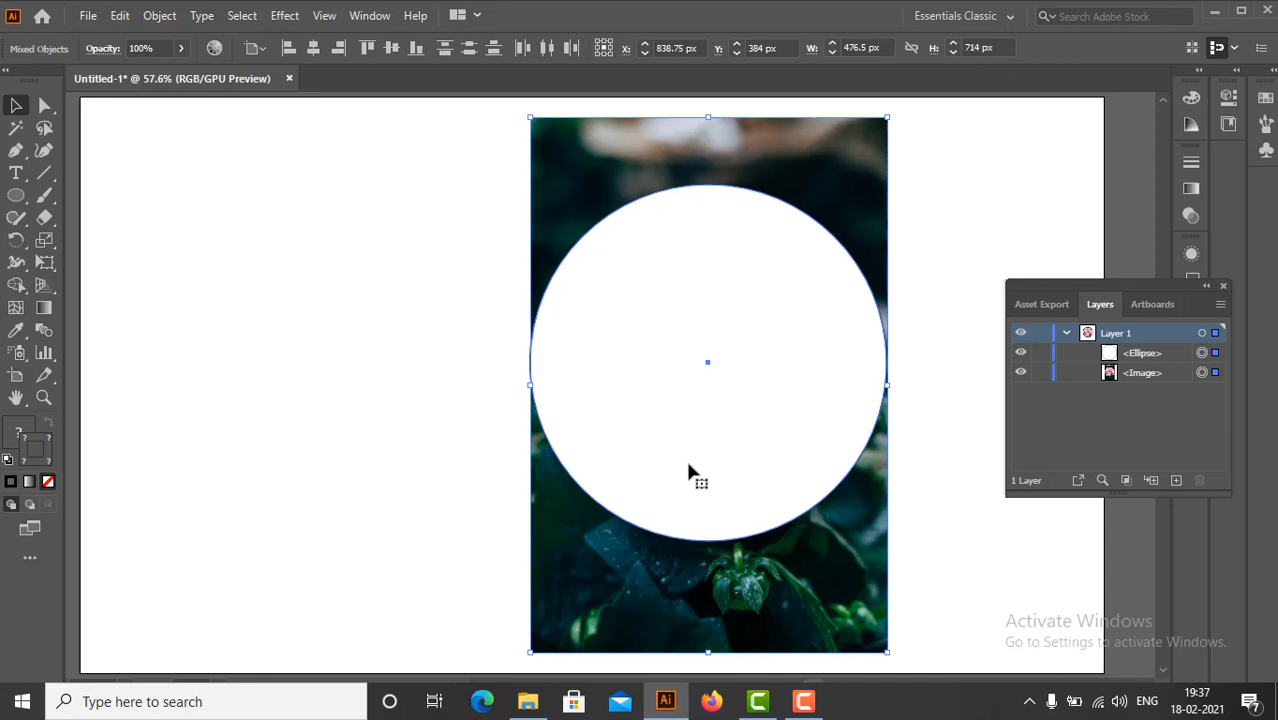 Ai File Edit Object Type Select Effect View Window Help Essentials Classic Search Adobe Stock
Mixed Objects Opacity: 100% X: 838.75 px Y: 384 px W: 476.5 px H: 714 px
Untitled-1* @ 57.6% (RGB/GPU Preview)
T
Asset Export Layers Artboards
Layer 1
<Ellipse>
<Image>
? ? ?
? ?
1 Layer
Activate Windows
Go to Settings to activate Windows.
Type here to search Ai ENG 19:37
18-02-2021 7